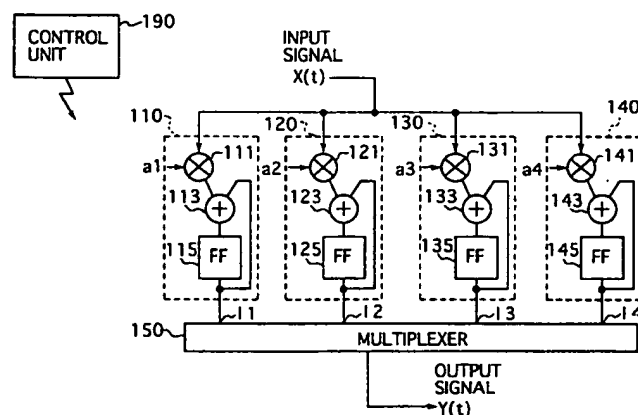 CONTROL
UNIT
190
INPUT
SIGNAL
X(t)
110 120 130 140
a1 111 a2 121 a3 131 a4 141
113 123 133 143
115 FF 125 FF 135 FF 145 FF
11 12 13 14
150 MULTIPLEXER
OUTPUT
SIGNAL
Y(t)